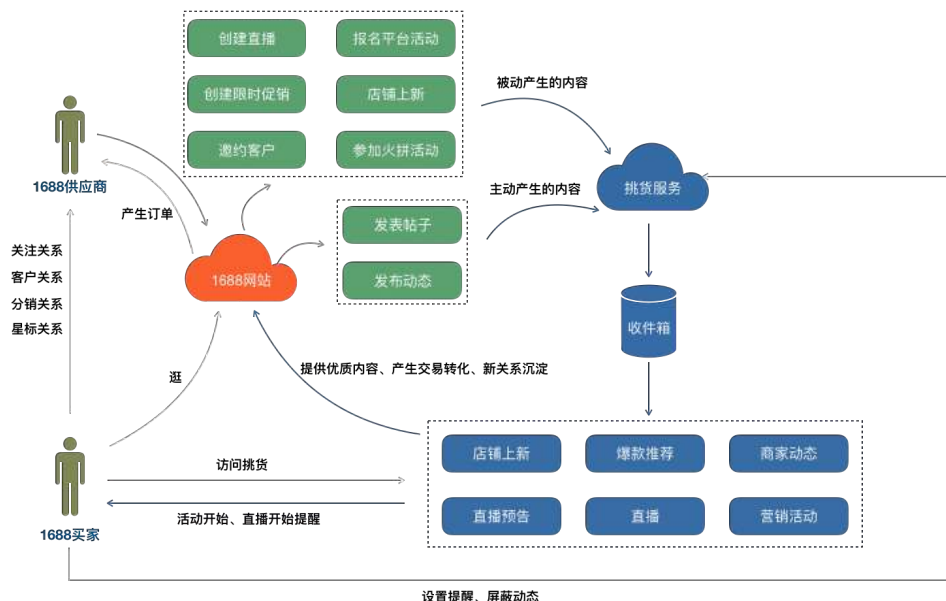 创建直播
报名平台活动
创建限时促销
店铺上新
邀约客户
参加火拼活动
被动产生的内容
1688供应商
挑货服务
主动产生的内容
产生订单
发表帖子
关注关系
客户关系
分销关系
星标关系
1688网站
发布动态
收件箱
逛
提供优质内容、产生交易转化、新关系沉淀
店铺上新
爆款推荐
商家动态
访问挑货
直播预告
直播
营销活动
活动开始、直播开始提醒
1688买家
设置提醒、屏蔽动态